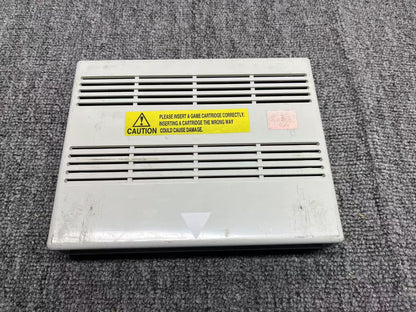 PLEASE INSERT A GAME CARTRIDGE CORRECTLY.
INSERTING A CARTRIDGE THE WRONG WAY
COULD CAUSE DAMAGE.
CAUTION